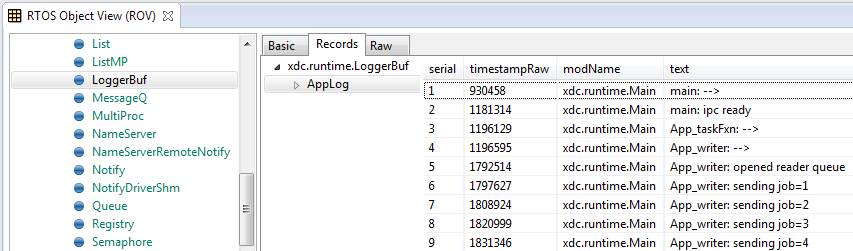 RTOS Object View (ROV)
List
ListMP
LoggerBuf
MessageQ
MultiProc
NameServer
NameServerRemoteNotify
Notify
NotifyDriverShm
Queue
Registry
Semaphore
Basic Records Raw
xdc.runtime.LoggerBuf
AppLog
serial timestampRaw modName text
1 930458 xdc.runtime.Main main: -->
2 1181314 xdc.runtime.Main main: ipc ready
3 1196129 xdc.runtime.Main App_taskFxn: -->
4 1196595 xdc.runtime.Main App_writer: -->
5 1792514 xdc.runtime.Main App_writer: opened reader queue
6 1797627 xdc.runtime.Main App_writer: sending job=1
7 1808924 xdc.runtime.Main App_writer: sending job=2
8 1820999 xdc.runtime.Main App_writer: sending job=3
9 1831346 xdc.runtime.Main App_writer: sending job=4